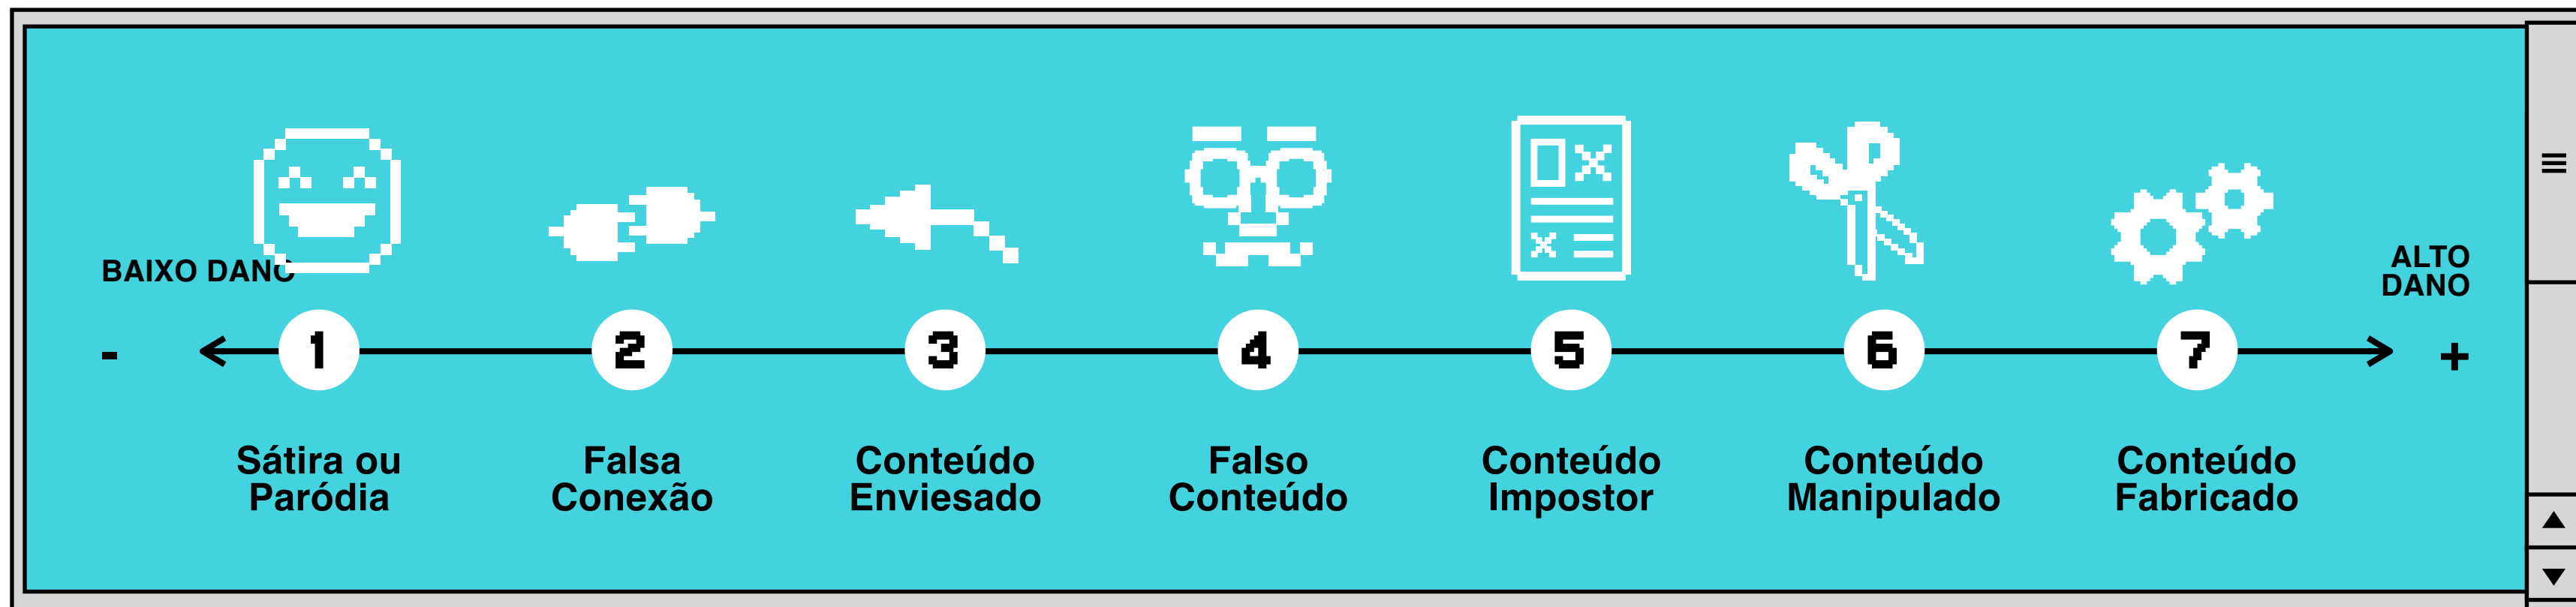 BAIXO DANO
ALTO
DANO
-
1
2
3
4
5
6
7
+
Sátira ou
Paródia
Falsa
Conexão
Conteúdo
Enviesado
Falso
Conteúdo
Conteúdo
Impostor
Conteúdo
Manipulado
Conteúdo
Fabricado